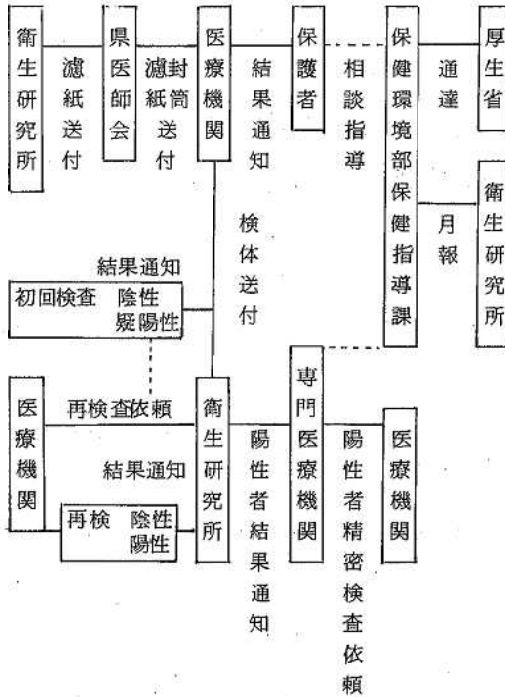 衛生研究所
濾紙送付
県医師会
封筒
濾紙送付
医療機関
結果通知
保護者
相談指導
保健環境部保健指導課
通達
厚生省
月報
衛生研究所
検体送付
結果通知
初回検査 陰性
疑陽性
医療機関
再検査依頼
結果通知
再検 陰性
陽性
衛生研究所
陽性者結果通知
専門医療機関
陽性者精密検査依頼
医療機関